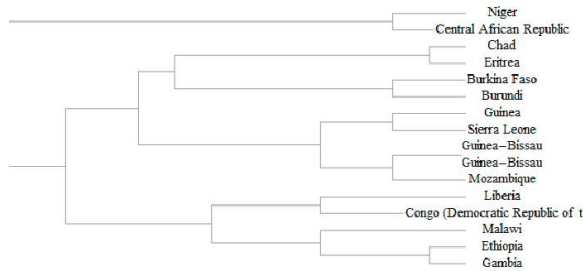 Niger
Central African Republic
Chad
Eritrea
Burkina Faso
Burundi
Guinea
Sierra Leone
Guinea-Bissau
Guinea-Bissau
Mozambique
Liberia
Congo (Democratic Republic of t
Malawi
Ethiopia
Gambia